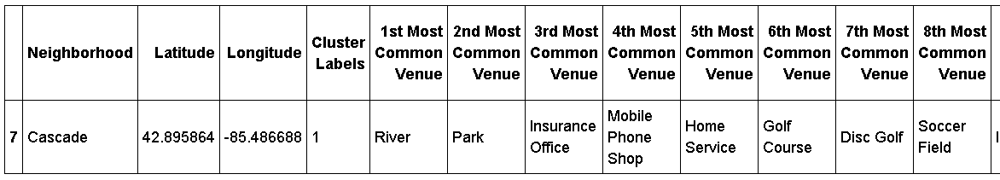 Neighborhood Latitude Longitude Cluster Labels 1st Most Common Venue 2nd Most Common Venue 3rd Most Common Venue 4th Most Common Venue 5th Most Common Venue 6th Most Common Venue 7th Most Common Venue 8th Most Common Venue
7 Cascade 42.895864 -85.486688 1 River Park Insurance Office Mobile Phone Shop Home Service Golf Course Disc Golf Soccer Field